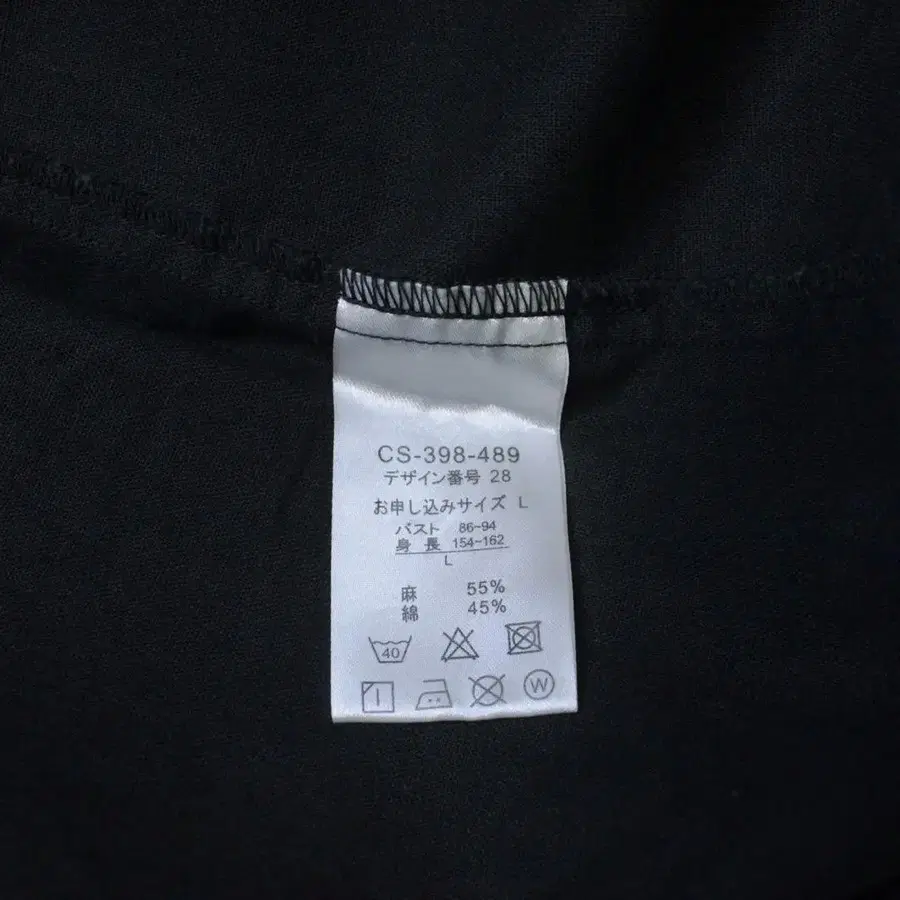 CS-398-489
デザイン番号 28
お申し込みサイズ L
バスト 86~94
身長 154~162
L
麻 55%
綿 45%
40
W